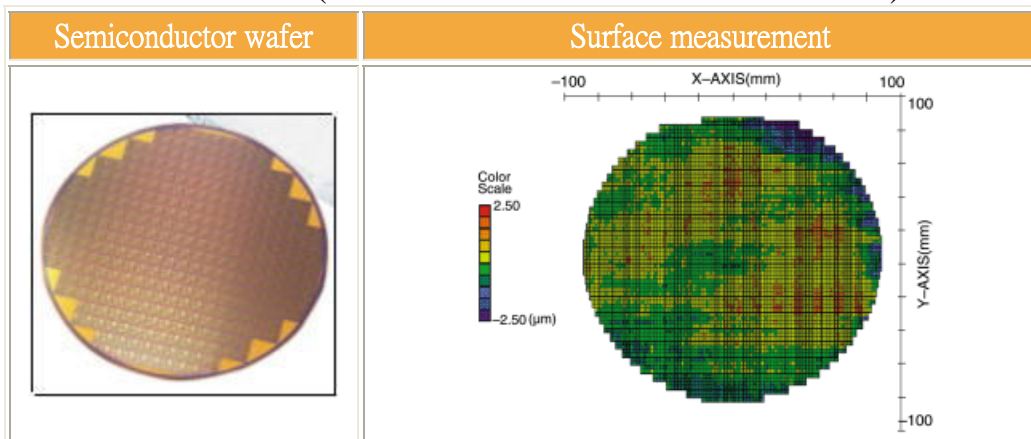 Semiconductor wafer
Surface measurement
-100
X-AXIS(mm)
100
100
Color
Scale
2.50
-2.50 (μm)
Y-AXIS(mm)
-100